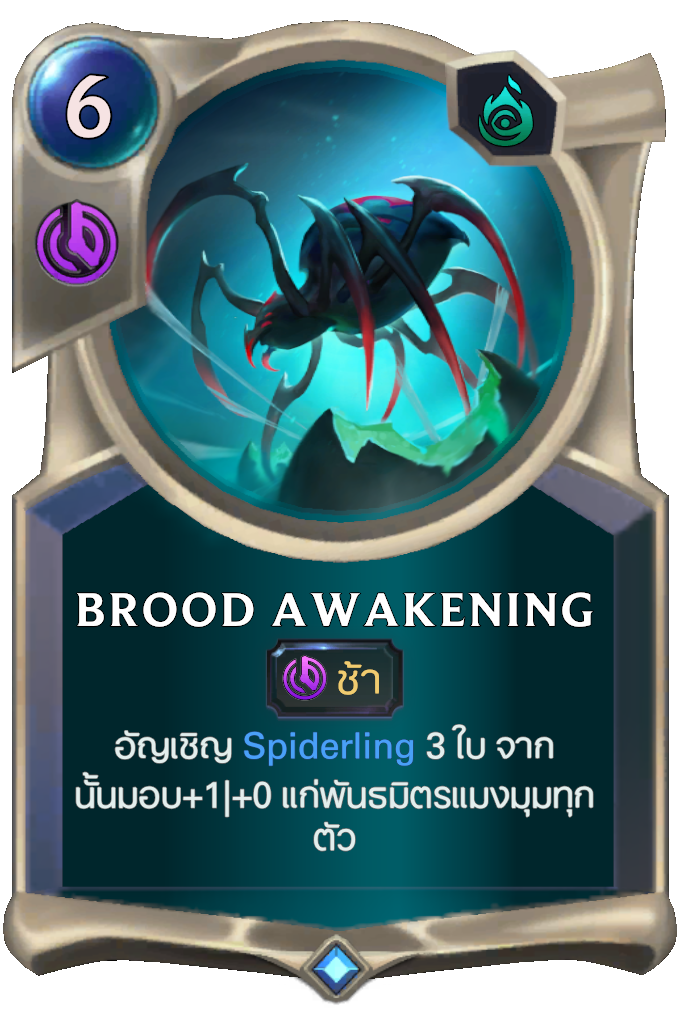 6
BROOD AWAKENING
ช้า
อัญเชิญ Spiderling 3 ใบ จาก
นั้นมอบ+1|+0 แก่พันธมิตรแมงมุมทุก
ตัว